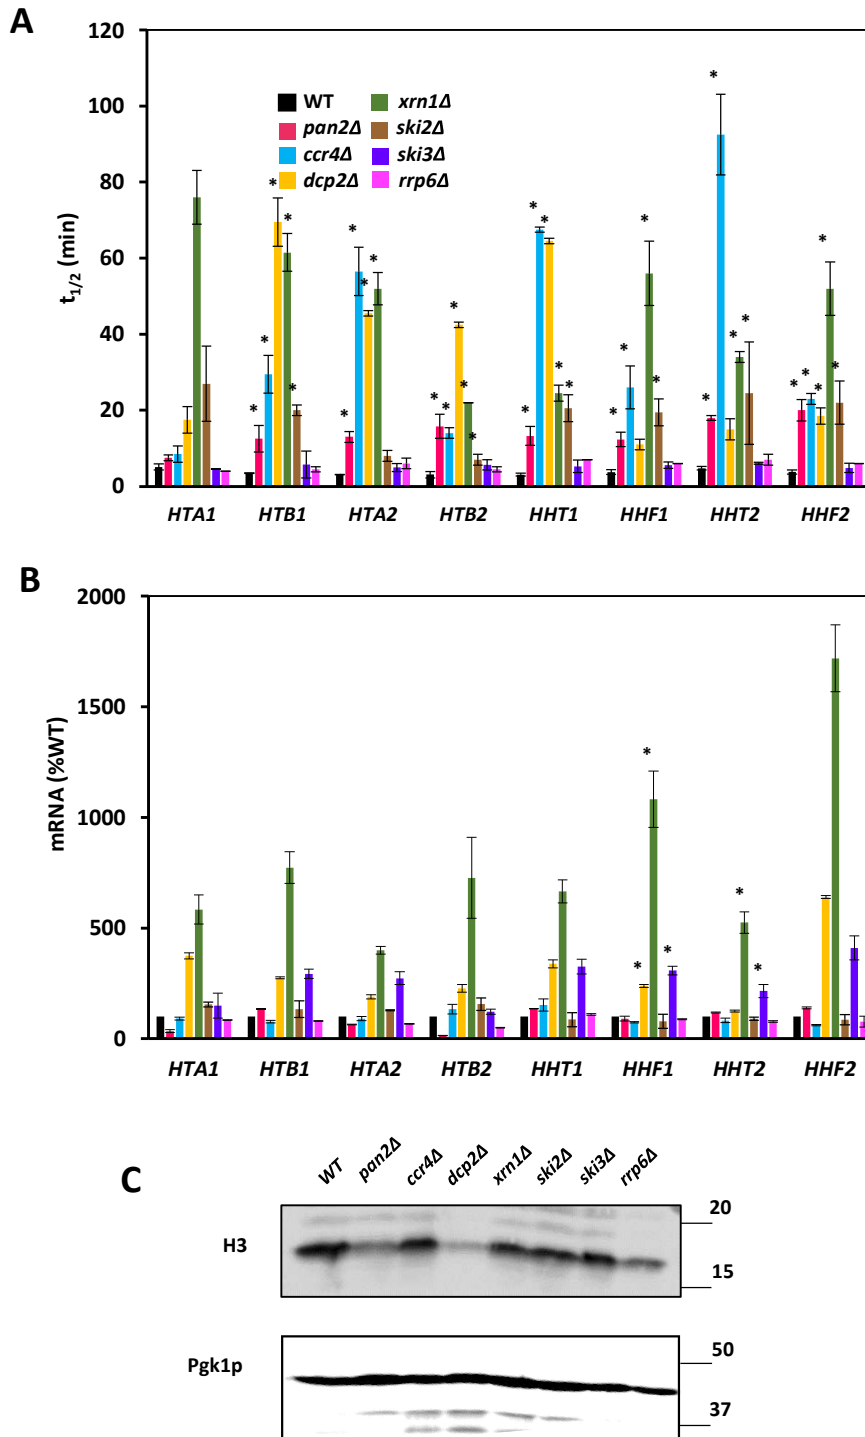 A
120
100
80
60
40
20
0
t1/2 (min)
WT
pan2Δ
ccr4Δ
dcp2Δ
xrn1Δ
ski2Δ
ski3Δ
rrp6Δ
* * * * * * * * * * * * * * * * * * * * * * * * * * * * *
HTA1 HTB1 HTA2 HTB2 HHT1 HHF1 HHT2 HHF2
B
2000
1500
1000
500
0
mRNA (%WT)
* * * * *
HTA1 HTB1 HTA2 HTB2 HHT1 HHF1 HHT2 HHF2
C
WT pan2Δ ccr4Δ dcp2Δ xrn1Δ ski2Δ ski3Δ rrp6Δ
H3
20
15
Pgk1p
50
37